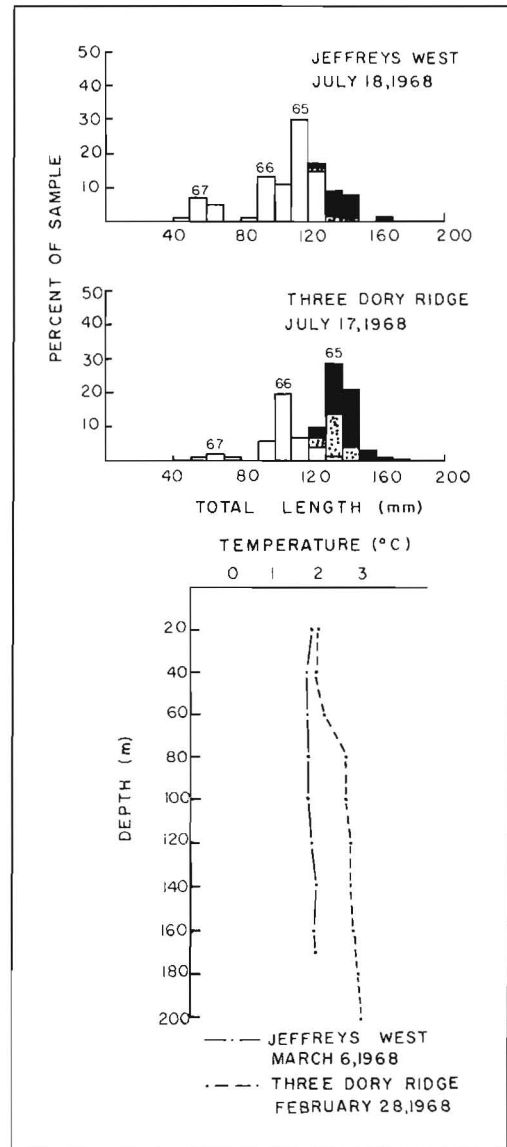 JEFFREYS WEST
JULY 18,1968
PERCENT OF SAMPLE
50
40
30
20
10
67
66
65
40 80 120 160 200
THREE DORY RIDGE
JULY 17,1968
50
40
30
20
10
67
66
65
40 80 120 160 200
TOTAL LENGTH (mm)
TEMPERATURE (°C)
0 1 2 3
DEPTH (m)
20
40
60
80
100
120
140
160
180
200
JEFFREYS WEST
MARCH 6,1968
THREE DORY RIDGE
FEBRUARY 28,1968